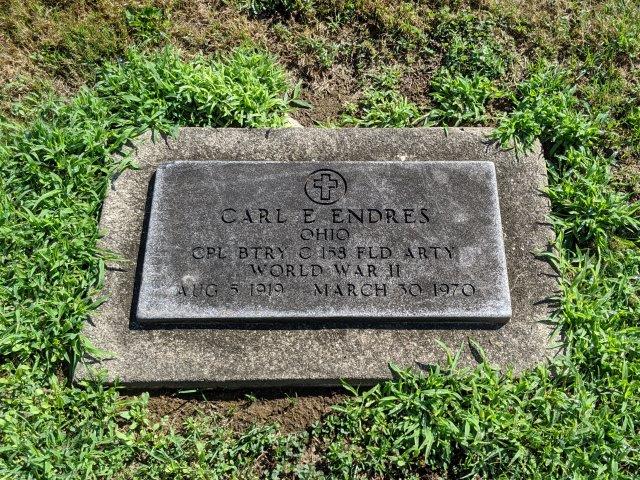 CARL E ENDRES
OHIO
CPL BTRY C 158 FLD ARTY
WORLD WAR II
AUG 5 1919 MARCH 30 1970